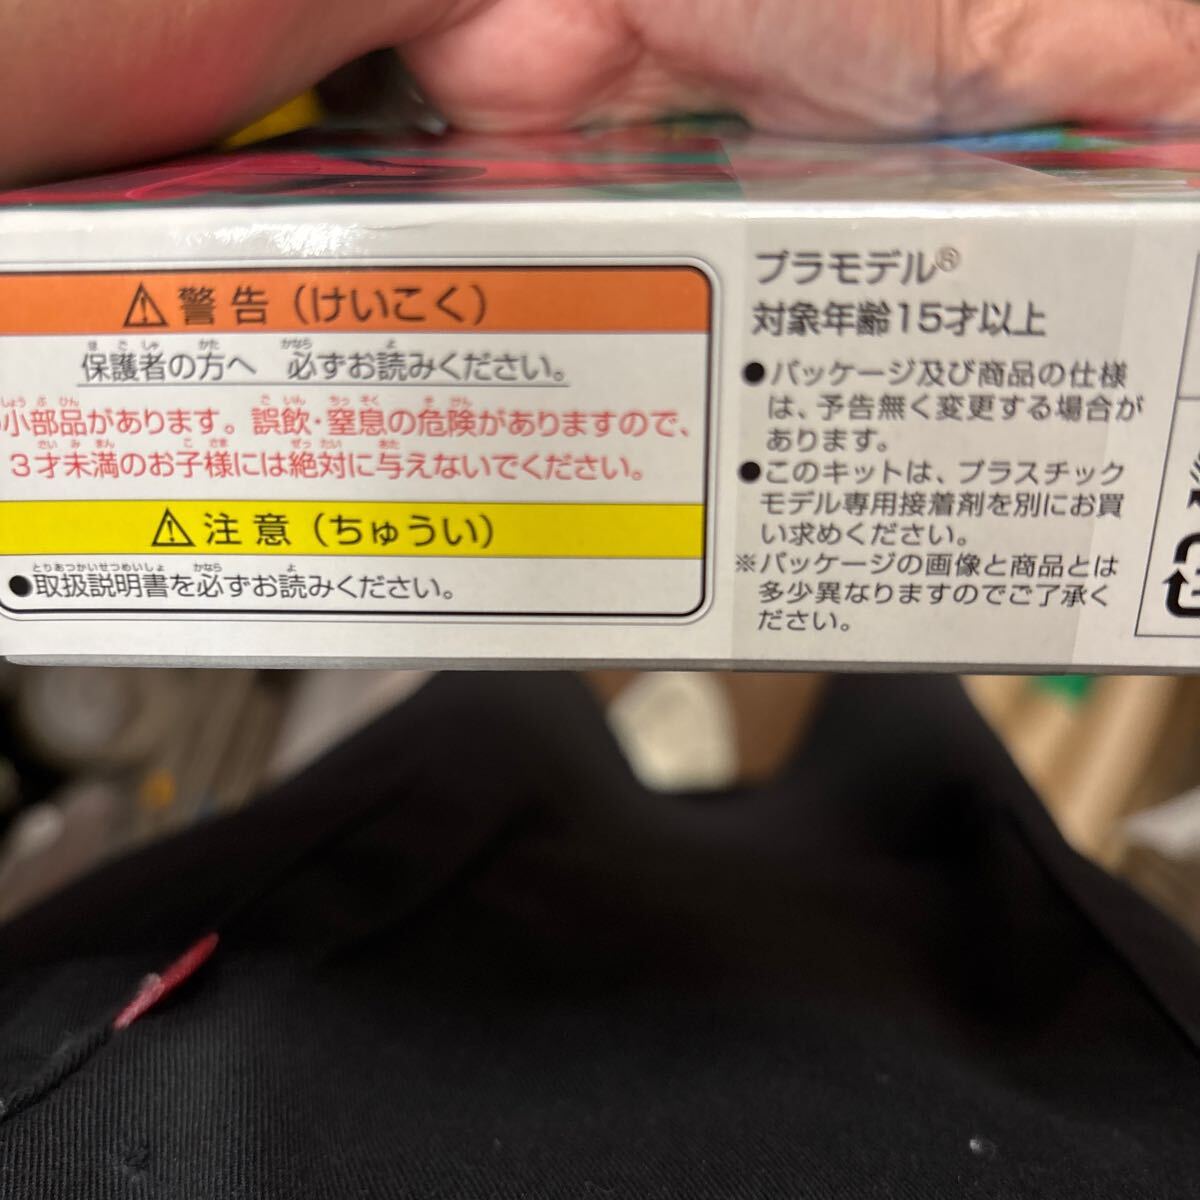 警告（けいこく）
保護者の方へ 必ずお読みください。
小部品があります。誤飲・窒息の危険がありますので、
3才未満のお子様には絶対に与えないでください。
注意（ちゅうい）
●取扱説明書を必ずお読みください。
プラモデル®
対象年齢15才以上
●パッケージ及び商品の仕様
は、予告無く変更する場合が
あります。
●このキットは、プラスチック
モデル専用接着剤を別にお買
い求めください。
※パッケージの画像と商品とは
多少異なりますのでご了承く
ださい。